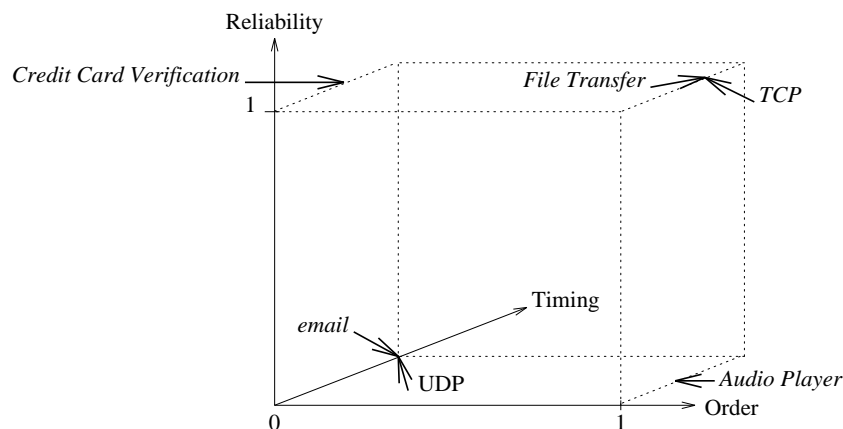 Reliability
Credit Card Verification
File Transfer
TCP
1
Timing
email
UDP
Audio Player
Order
0
1